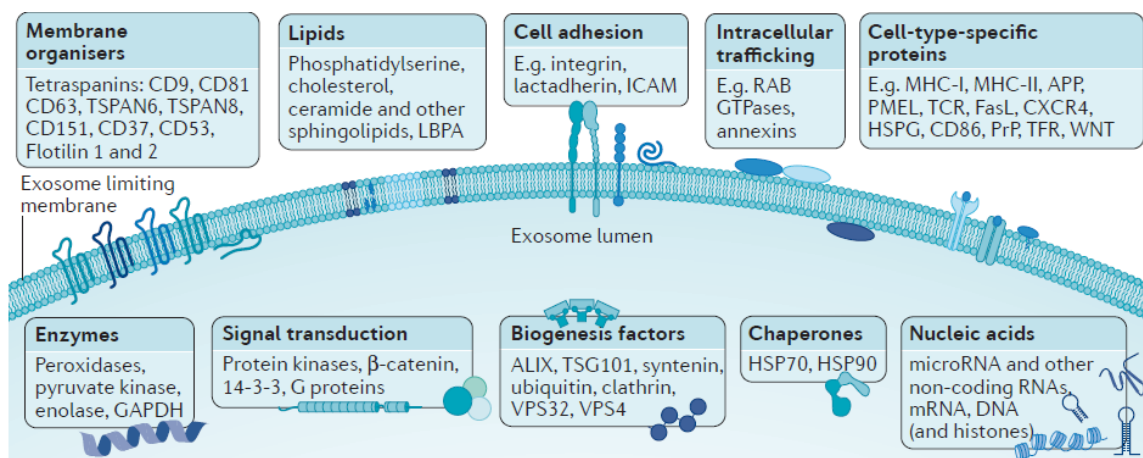 Membrane
organisers
Tetraspanins: CD9, CD81
CD63, TSPAN6, TSPAN8,
CD151, CD37, CD53,
Flotilin 1 and 2
Lipids
Phosphatidylserine,
cholesterol,
ceramide and other
sphingolipids, LBPA
Cell adhesion
E.g. integrin,
lactadherin, ICAM
Intracellular
trafficking
E.g. RAB
GTPases,
annexins
Cell-type-specific
proteins
E.g. MHC-I, MHC-II, APP,
PMEL, TCR, FasL, CXCR4,
HSPG, CD86, PrP, TFR, WNT
Exosome limiting
membrane
Exosome lumen
Enzymes
Peroxidases,
pyruvate kinase,
enolase, GAPDH
Signal transduction
Protein kinases, β-catenin,
14-3-3, G proteins
Biogenesis factors
ALIX, TSG101, syntenin,
ubiquitin, clathrin,
VPS32, VPS4
Chaperones
HSP70, HSP90
Nucleic acids
microRNA and other
non-coding RNAs,
mRNA, DNA
(and histones)